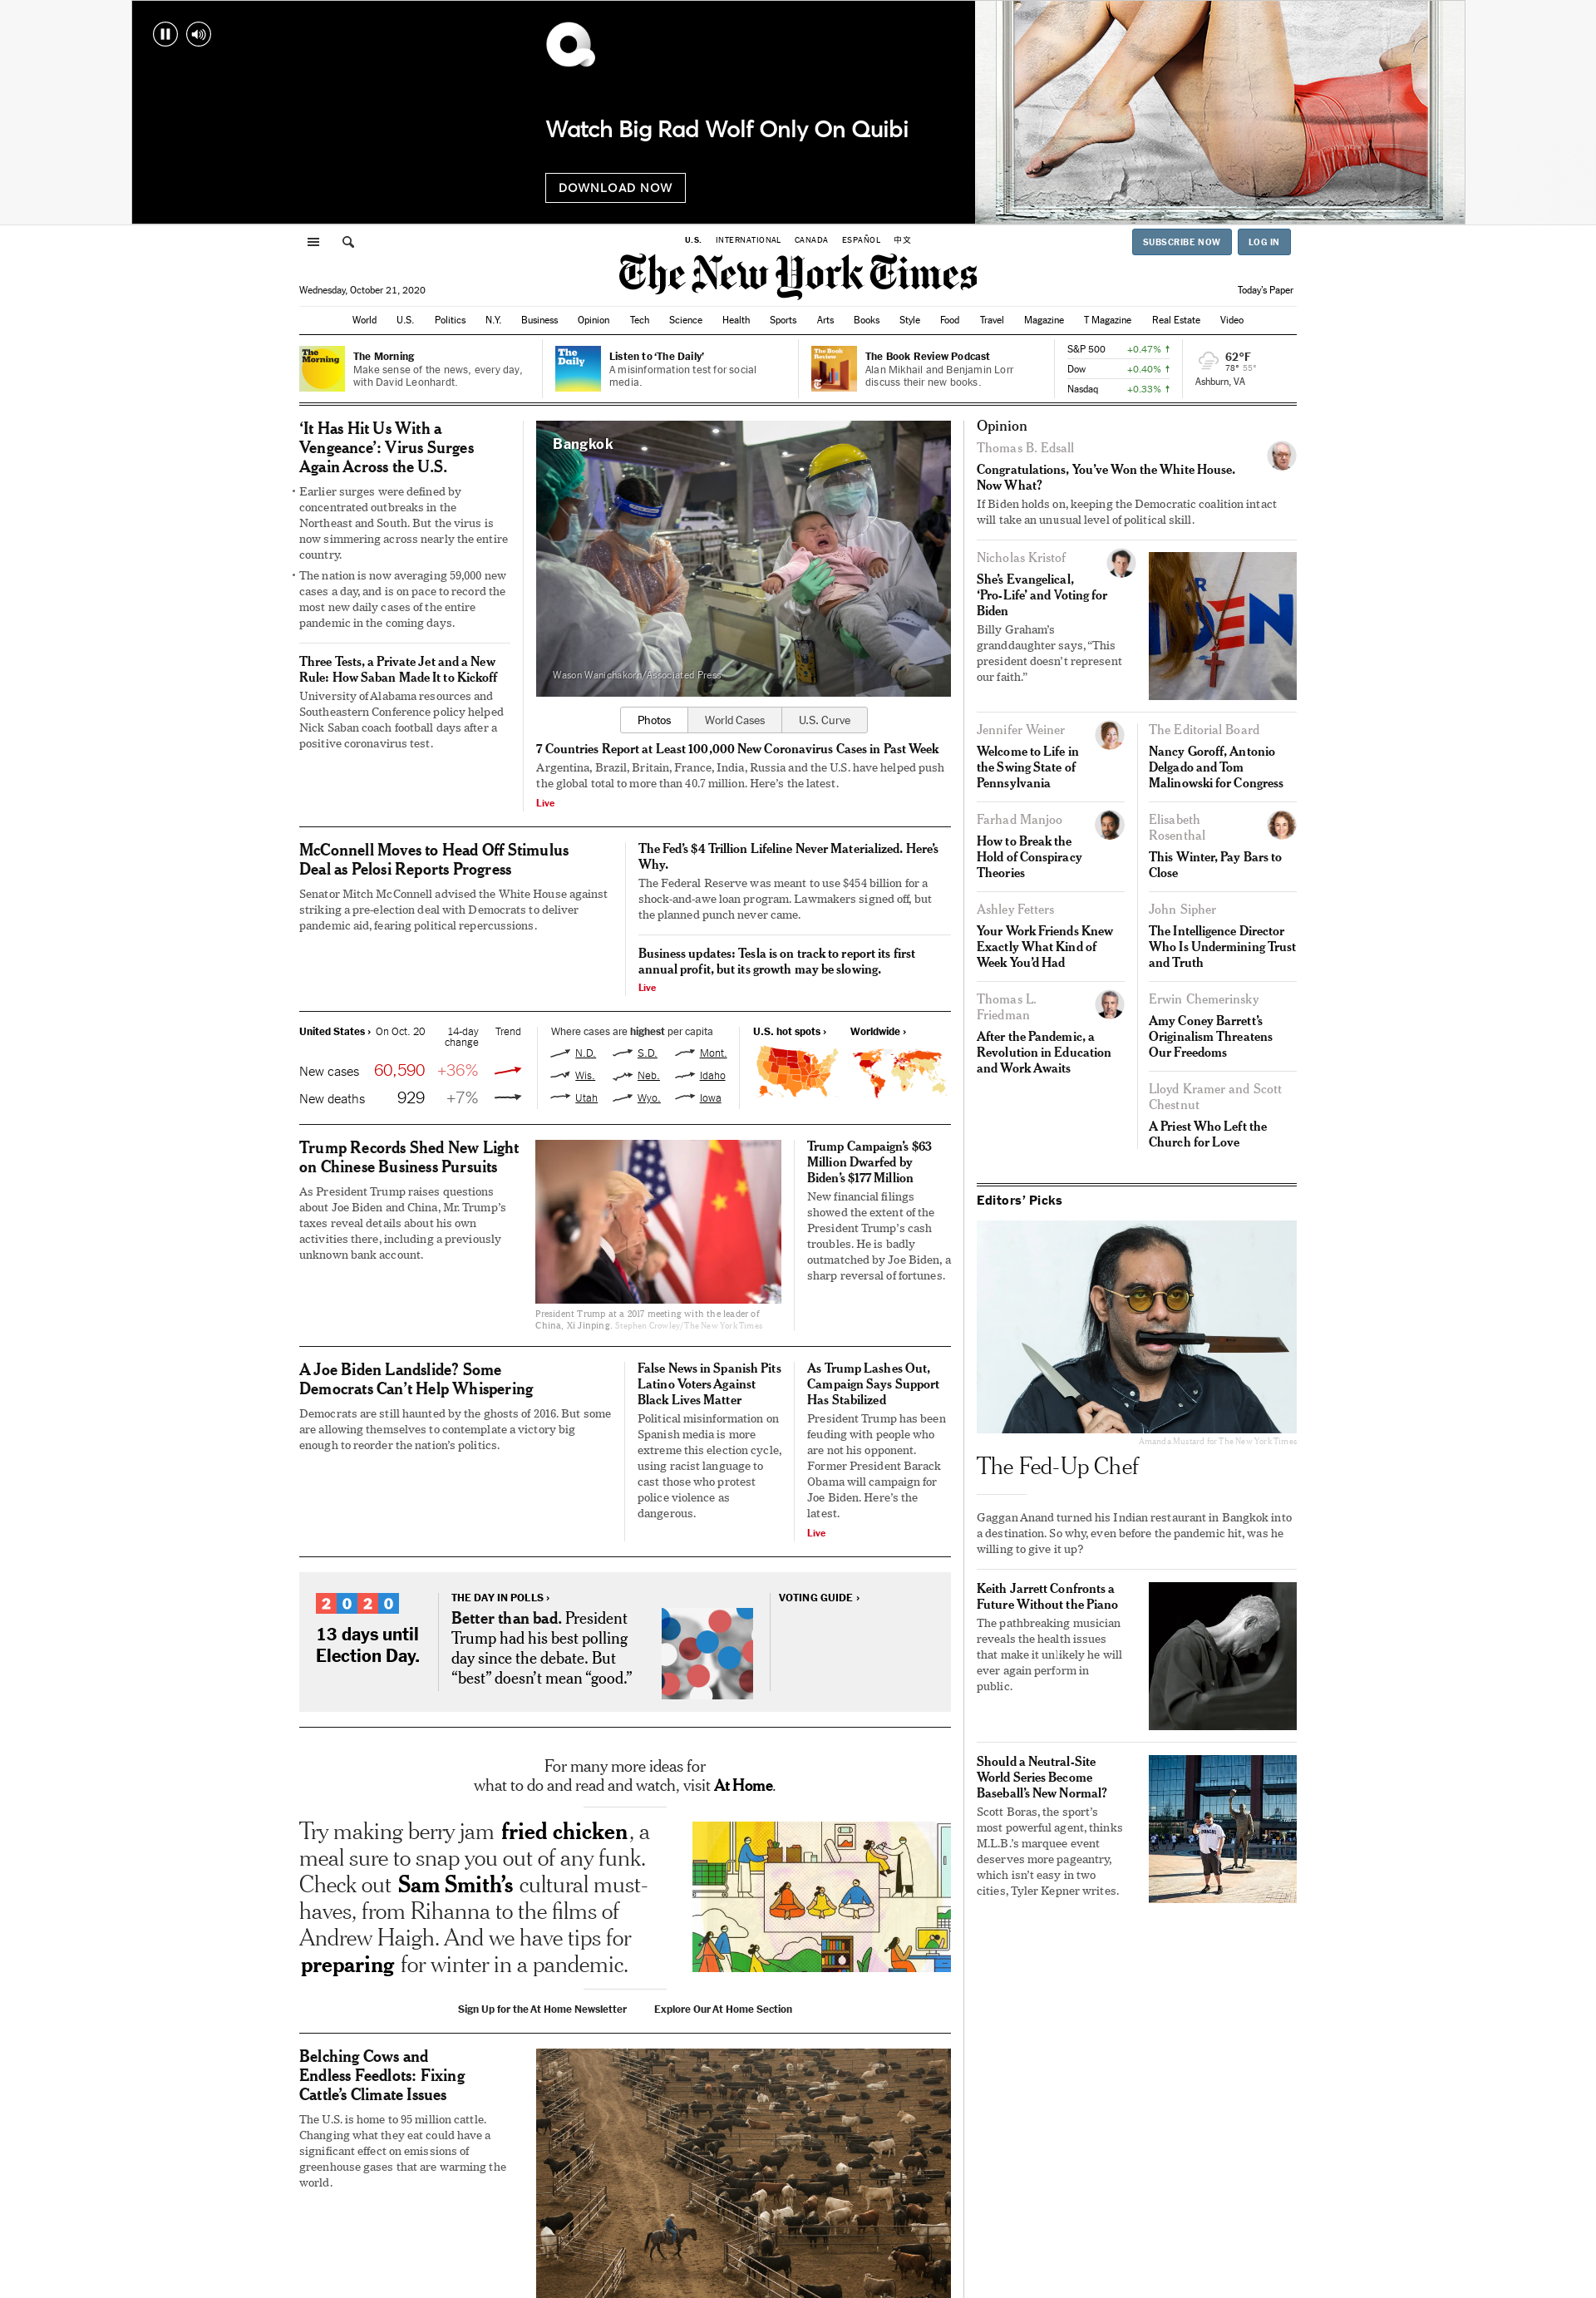 Watch Big Rad Wolf Only On Quibi
DOWNLOAD NOW
U.S. INTERNATIONAL CANADA ESPAÑOL 中文
SUBSCRIBE NOW LOG IN
The New York Times
Wednesday, October 21, 2020
Today's Paper
World U.S. Politics N.Y. Business Opinion Tech Science Health Sports Arts Books Style Food Travel Magazine T Magazine Real Estate Video
The Morning
The Morning
Make sense of the news, every day,
with David Leonhardt.
The Daily
Listen to ‘The Daily’
A misinformation test for social
media.
The Book Review
The Book Review Podcast
Alan Mikhail and Benjamin Lorr
discuss their new books.
S&P 500 +0.47% ↑
Dow +0.40% ↑
Nasdaq +0.33% ↑
62°F
78° 55°
Ashburn, VA
‘It Has Hit Us With a
Vengeance’: Virus Surges
Again Across the U.S.
• Earlier surges were defined by
concentrated outbreaks in the
Northeast and South. But the virus is
now simmering across nearly the entire
country.
• The nation is now averaging 59,000 new
cases a day, and is on pace to record the
most new daily cases of the entire
pandemic in the coming days.
Three Tests, a Private Jet and a New
Rule: How Saban Made It to Kickoff
University of Alabama resources and
Southeastern Conference policy helped
Nick Saban coach football days after a
positive coronavirus test.
Bangkok
Wason Wanichakorn/Associated Press
Photos World Cases U.S. Curve
7 Countries Report at Least 100,000 New Coronavirus Cases in Past Week
Argentina, Brazil, Britain, France, India, Russia and the U.S. have helped push
the global total to more than 40.7 million. Here’s the latest.
Live
McConnell Moves to Head Off Stimulus
Deal as Pelosi Reports Progress
Senator Mitch McConnell advised the White House against
striking a pre-election deal with Democrats to deliver
pandemic aid, fearing political repercussions.
The Fed’s $4 Trillion Lifeline Never Materialized. Here’s
Why.
The Federal Reserve was meant to use $454 billion for a
shock-and-awe loan program. Lawmakers signed off, but
the planned punch never came.
Business updates: Tesla is on track to report its first
annual profit, but its growth may be slowing.
Live
United States › On Oct. 20 14-day
change Trend
New cases 60,590 +36%
New deaths 929 +7%
Where cases are highest per capita
N.D. S.D. Mont.
Wis. Neb. Idaho
Utah Wyo. Iowa
U.S. hot spots › Worldwide ›
Trump Records Shed New Light
on Chinese Business Pursuits
As President Trump raises questions
about Joe Biden and China, Mr. Trump’s
taxes reveal details about his own
activities there, including a previously
unknown bank account.
President Trump at a 2017 meeting with the leader of
China, Xi Jinping. Stephen Crowley/The New York Times
Trump Campaign’s $63
Million Dwarfed by
Biden’s $177 Million
New financial filings
showed the extent of the
President Trump’s cash
troubles. He is badly
outmatched by Joe Biden, a
sharp reversal of fortunes.
A Joe Biden Landslide? Some
Democrats Can’t Help Whispering
Democrats are still haunted by the ghosts of 2016. But some
are allowing themselves to contemplate a victory big
enough to reorder the nation’s politics.
False News in Spanish Pits
Latino Voters Against
Black Lives Matter
Political misinformation on
Spanish media is more
extreme this election cycle,
using racist language to
cast those who protest
police violence as
dangerous.
As Trump Lashes Out,
Campaign Says Support
Has Stabilized
President Trump has been
feuding with people who
are not his opponent.
Former President Barack
Obama will campaign for
Joe Biden. Here’s the
latest.
Live
2020
13 days until
Election Day.
THE DAY IN POLLS ›
Better than bad. President
Trump had his best polling
day since the debate. But
“best” doesn’t mean “good.”
VOTING GUIDE ›
For many more ideas for
what to do and read and watch, visit At Home.
Try making berry jam fried chicken, a
meal sure to snap you out of any funk.
Check out Sam Smith’s cultural must-
haves, from Rihanna to the films of
Andrew Haigh. And we have tips for
preparing for winter in a pandemic.
Sign Up for the At Home Newsletter Explore Our At Home Section
Belching Cows and
Endless Feedlots: Fixing
Cattle’s Climate Issues
The U.S. is home to 95 million cattle.
Changing what they eat could have a
significant effect on emissions of
greenhouse gases that are warming the
world.
Opinion
Thomas B. Edsall
Congratulations, You’ve Won the White House.
Now What?
If Biden holds on, keeping the Democratic coalition intact
will take an unusual level of political skill.
Nicholas Kristof
She’s Evangelical,
‘Pro-Life’ and Voting for
Biden
Billy Graham’s
granddaughter says, “This
president doesn’t represent
our faith.”
Jennifer Weiner
Welcome to Life in
the Swing State of
Pennsylvania
Farhad Manjoo
How to Break the
Hold of Conspiracy
Theories
Ashley Fetters
Your Work Friends Knew
Exactly What Kind of
Week You’d Had
Thomas L.
Friedman
After the Pandemic, a
Revolution in Education
and Work Awaits
The Editorial Board
Nancy Goroff, Antonio
Delgado and Tom
Malinowski for Congress
Elisabeth
Rosenthal
This Winter, Pay Bars to
Close
John Sipher
The Intelligence Director
Who Is Undermining Trust
and Truth
Erwin Chemerinsky
Amy Coney Barrett’s
Originalism Threatens
Our Freedoms
Lloyd Kramer and Scott
Chestnut
A Priest Who Left the
Church for Love
Editors’ Picks
Amanda Mustard for The New York Times
The Fed-Up Chef
Gaggan Anand turned his Indian restaurant in Bangkok into
a destination. So why, even before the pandemic hit, was he
willing to give it up?
Keith Jarrett Confronts a
Future Without the Piano
The pathbreaking musician
reveals the health issues
that make it unlikely he will
ever again perform in
public.
Should a Neutral-Site
World Series Become
Baseball’s New Normal?
Scott Boras, the sport’s
most powerful agent, thinks
M.L.B.’s marquee event
deserves more pageantry,
which isn’t easy in two
cities, Tyler Kepner writes.